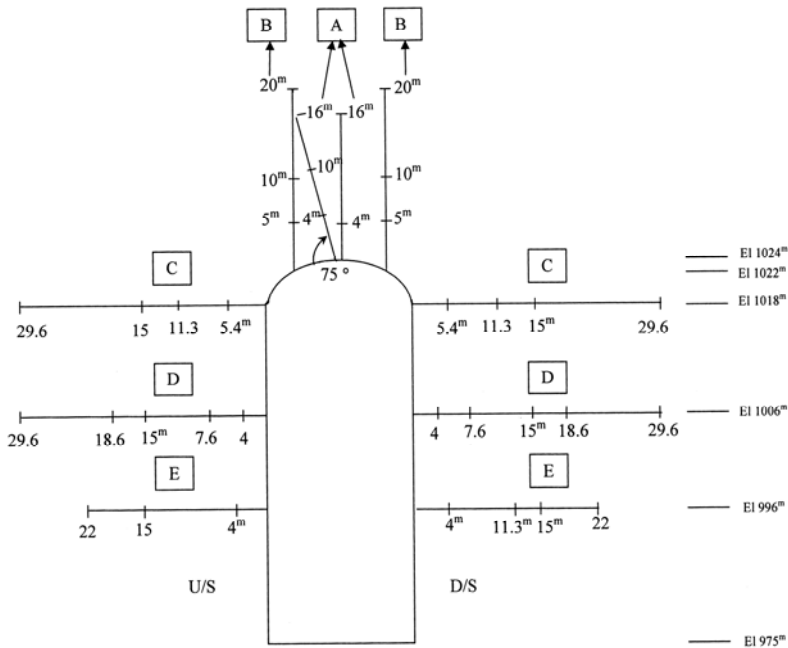 B A B
20ᵐ 20ᵐ
16ᵐ 16ᵐ
10ᵐ 10ᵐ 10ᵐ
5ᵐ 4ᵐ 4ᵐ 5ᵐ
75 °
El 1024ᵐ
El 1022ᵐ
C C
El 1018ᵐ
29.6 15 11.3 5.4ᵐ 5.4ᵐ 11.3 15ᵐ 29.6
D D
El 1006ᵐ
29.6 18.6 15ᵐ 7.6 4 4 7.6 15ᵐ 18.6 29.6
E E
El 996ᵐ
22 15 4ᵐ 4ᵐ 11.3ᵐ 15ᵐ 22
U/S D/S
El 975ᵐ